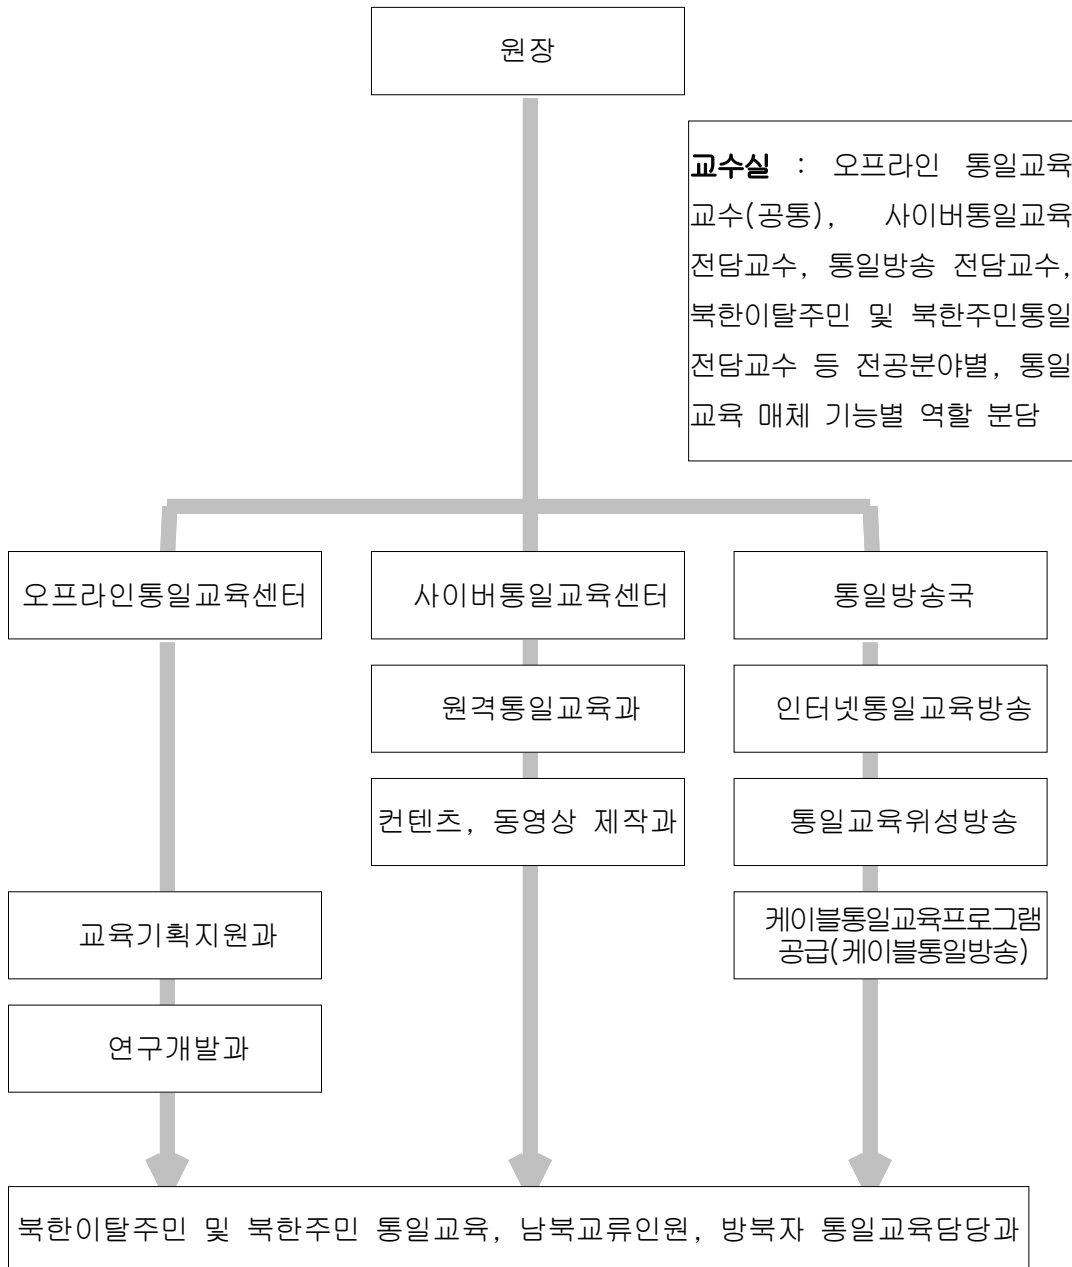 원장
교수실 : 오프라인 통일교육
교수(공통), 사이버통일교육
전담교수, 통일방송 전담교수,
북한이탈주민 및 북한주민통일
전담교수 등 전공분야별, 통일
교육 매체 기능별 역할 분담
오프라인통일교육센터
사이버통일교육센터
통일방송국
원격통일교육과
인터넷통일교육방송
컨텐츠, 동영상 제작과
통일교육위성방송
교육기획지원과
케이블통일교육프로그램
공급(케이블통일방송)
연구개발과
북한이탈주민 및 북한주민 통일교육, 남북교류인원, 방북자 통일교육담당과